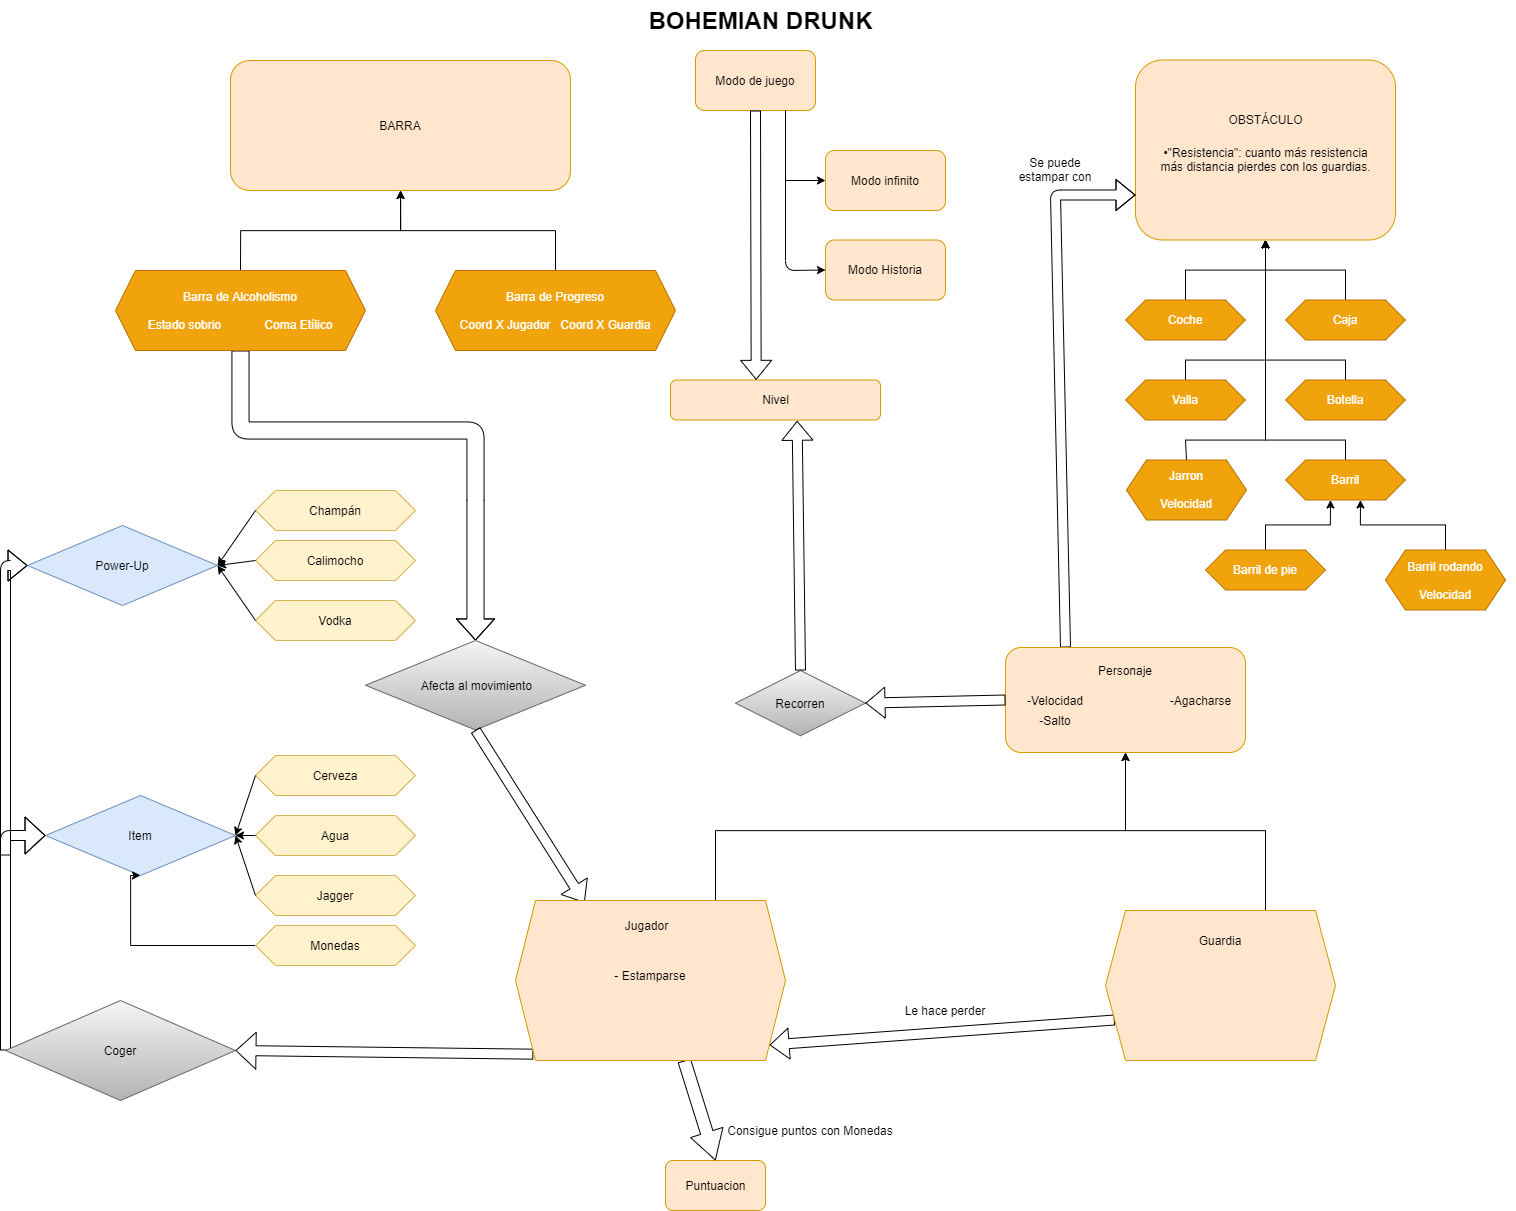 BOHEMIAN DRUNK
BARRA
Barra de Alcoholismo
Estado sobrio
Coma Etílico
Barra de Progreso
Coord X Jugador
Coord X Guardia
Modo de juego
Modo infinito
Modo Historia
Nivel
Se puede
estampar con
OBSTÁCULO
•"Resistencia": cuanto más resistencia
más distancia pierdes con los guardias.
Coche
Caja
Valla
Botella
Jarron
Velocidad
Barril
Barril de pie
Barril rodando
Velocidad
Champán
Power-Up
Calimocho
Vodka
Afecta al movimiento
Recorren
Personaje
-Velocidad
-Agacharse
-Salto
Cerveza
Item
Agua
Jagger
Monedas
Jugador
- Estamparse
Guardia
Le hace perder
Coger
Consigue puntos con Monedas
Puntuacion